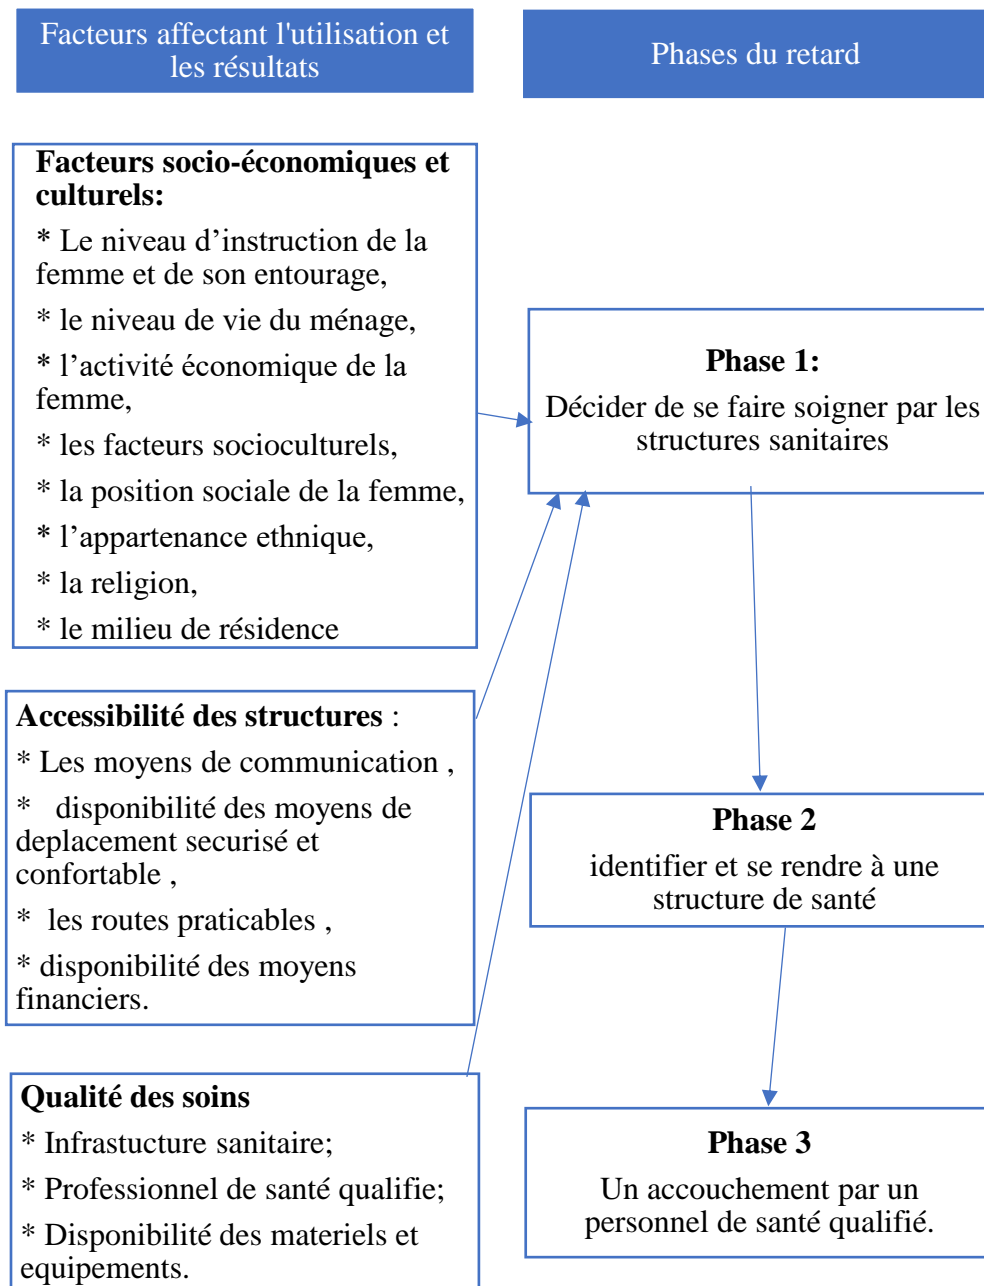 Facteurs affectant l'utilisation et
les résultats
Phases du retard
Facteurs socio-économiques et
culturels:
* Le niveau d’instruction de la
femme et de son entourage,
* le niveau de vie du ménage,
* l’activité économique de la
femme,
* les facteurs socioculturels,
* la position sociale de la femme,
* l’appartenance ethnique,
* la religion,
* le milieu de résidence
Accessibilité des structures :
* Les moyens de communication ,
* disponibilité des moyens de
deplacement securisé et
confortable ,
* les routes praticables ,
* disponibilité des moyens
financiers.
Qualité des soins
* Infrastucture sanitaire;
* Professionnel de santé qualifie;
* Disponibilité des materiels et
equipements.
Phase 1:
Décider de se faire soigner par les
structures sanitaires
Phase 2
identifier et se rendre à une
structure de santé
Phase 3
Un accouchement par un
personnel de santé qualifié.